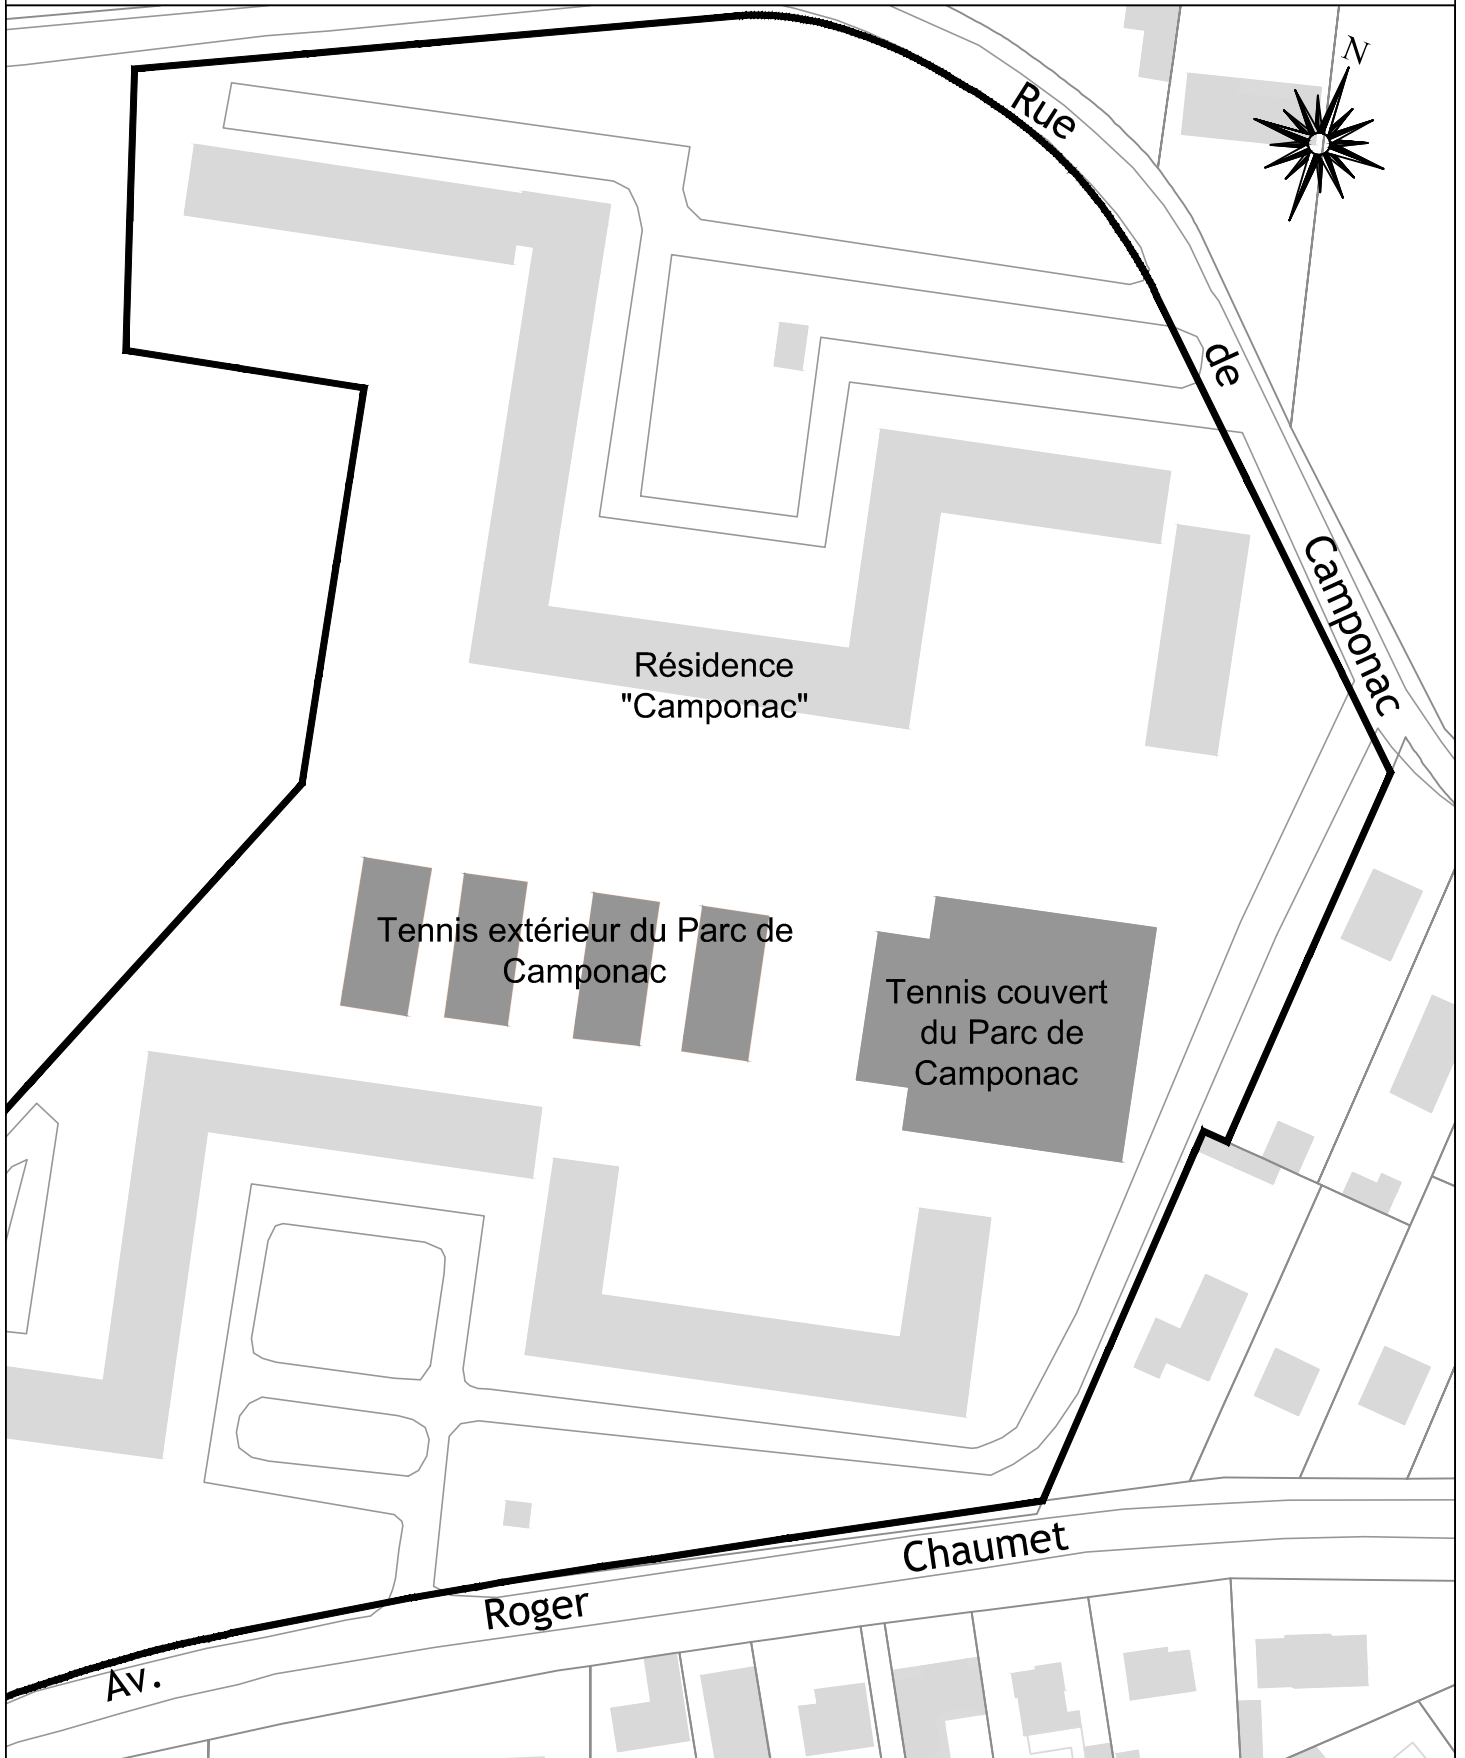 N
Rue
de
Camponac
Résidence
"Camponac"
Tennis extérieur du Parc de
Camponac
Tennis couvert
du Parc de
Camponac
Av.
Roger
Chaumet